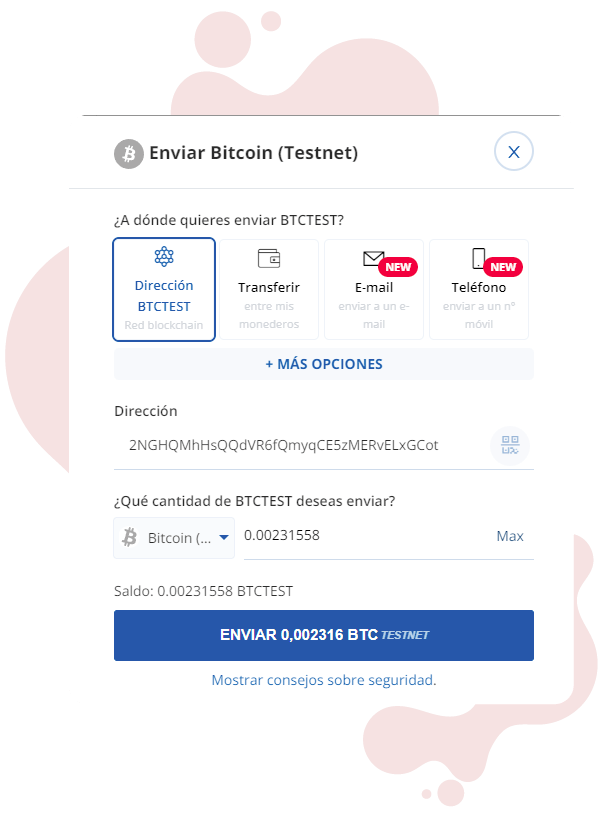 Enviar Bitcoin (Testnet)
X
¿A dónde quieres enviar BTCTEST?
Dirección
BTCTEST
Red blockchain
Transferir
entre mis
monederos
NEW
E-mail
enviar a un e-
mail
NEW
Teléfono
enviar a un nº
móvil
+ MÁS OPCIONES
Dirección
2NGHQMhHsQQdVR6fQmyqCE5zMERvELxGCot
¿Qué cantidad de BTCTEST deseas enviar?
Bitcoin (...
0.00231558
Max
Saldo: 0.00231558 BTCTEST
ENVIAR 0,002316 BTC TESTNET
Mostrar consejos sobre seguridad.